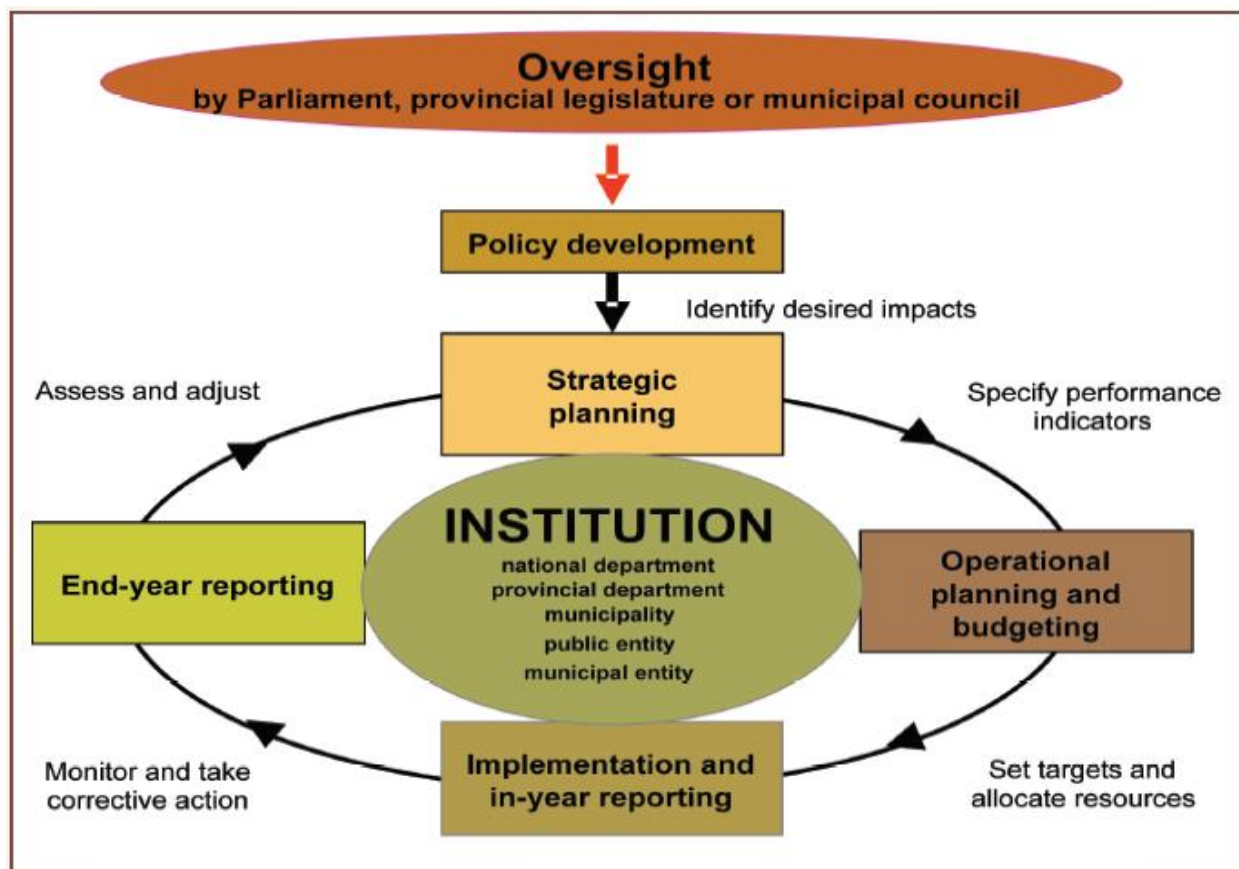 Oversight
by Parliament, provincial legislature or municipal council
Policy development
Identify desired impacts
Strategic
planning
Assess and adjust
Specify performance
indicators
INSTITUTION
national department
provincial department
municipality
public entity
municipal entity
End-year reporting
Operational
planning and
budgeting
Implementation and
in-year reporting
Monitor and take
corrective action
Set targets and
allocate resources